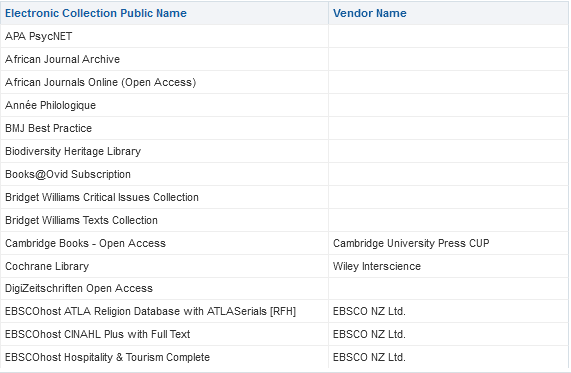 Electronic Collection Public Name Vendor Name
APA PsycNET
African Journal Archive
African Journals Online (Open Access)
Année Philologique
BMJ Best Practice
Biodiversity Heritage Library
Books@Ovid Subscription
Bridget Williams Critical Issues Collection
Bridget Williams Texts Collection
Cambridge Books - Open Access Cambridge University Press CUP
Cochrane Library Wiley Interscience
DigiZeitschriften Open Access
EBSCOhost ATLA Religion Database with ATLASerials [RFH] EBSCO NZ Ltd.
EBSCOhost CINAHL Plus with Full Text EBSCO NZ Ltd.
EBSCOhost Hospitality & Tourism Complete EBSCO NZ Ltd.